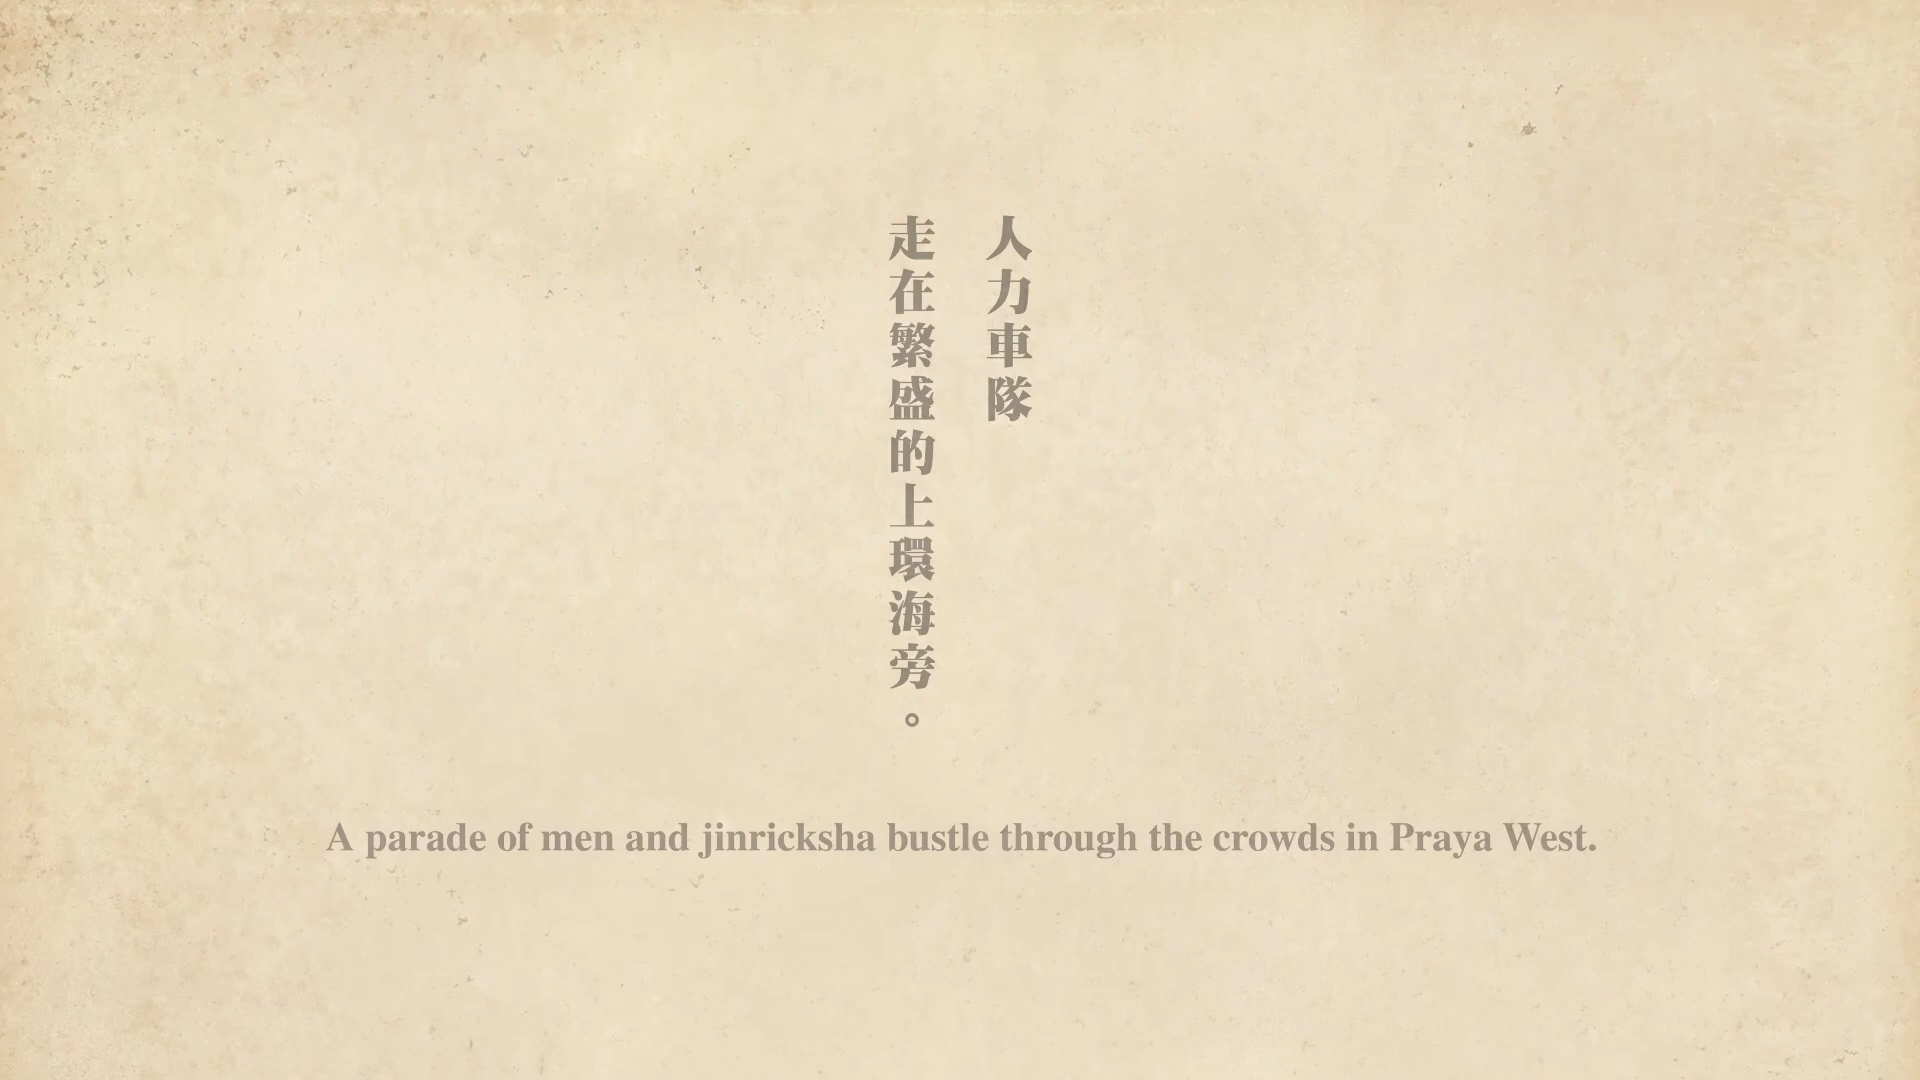 人力車隊
走在繁盛的上環海旁。
A parade of men and jinricksha bustle through the crowds in Praya West.